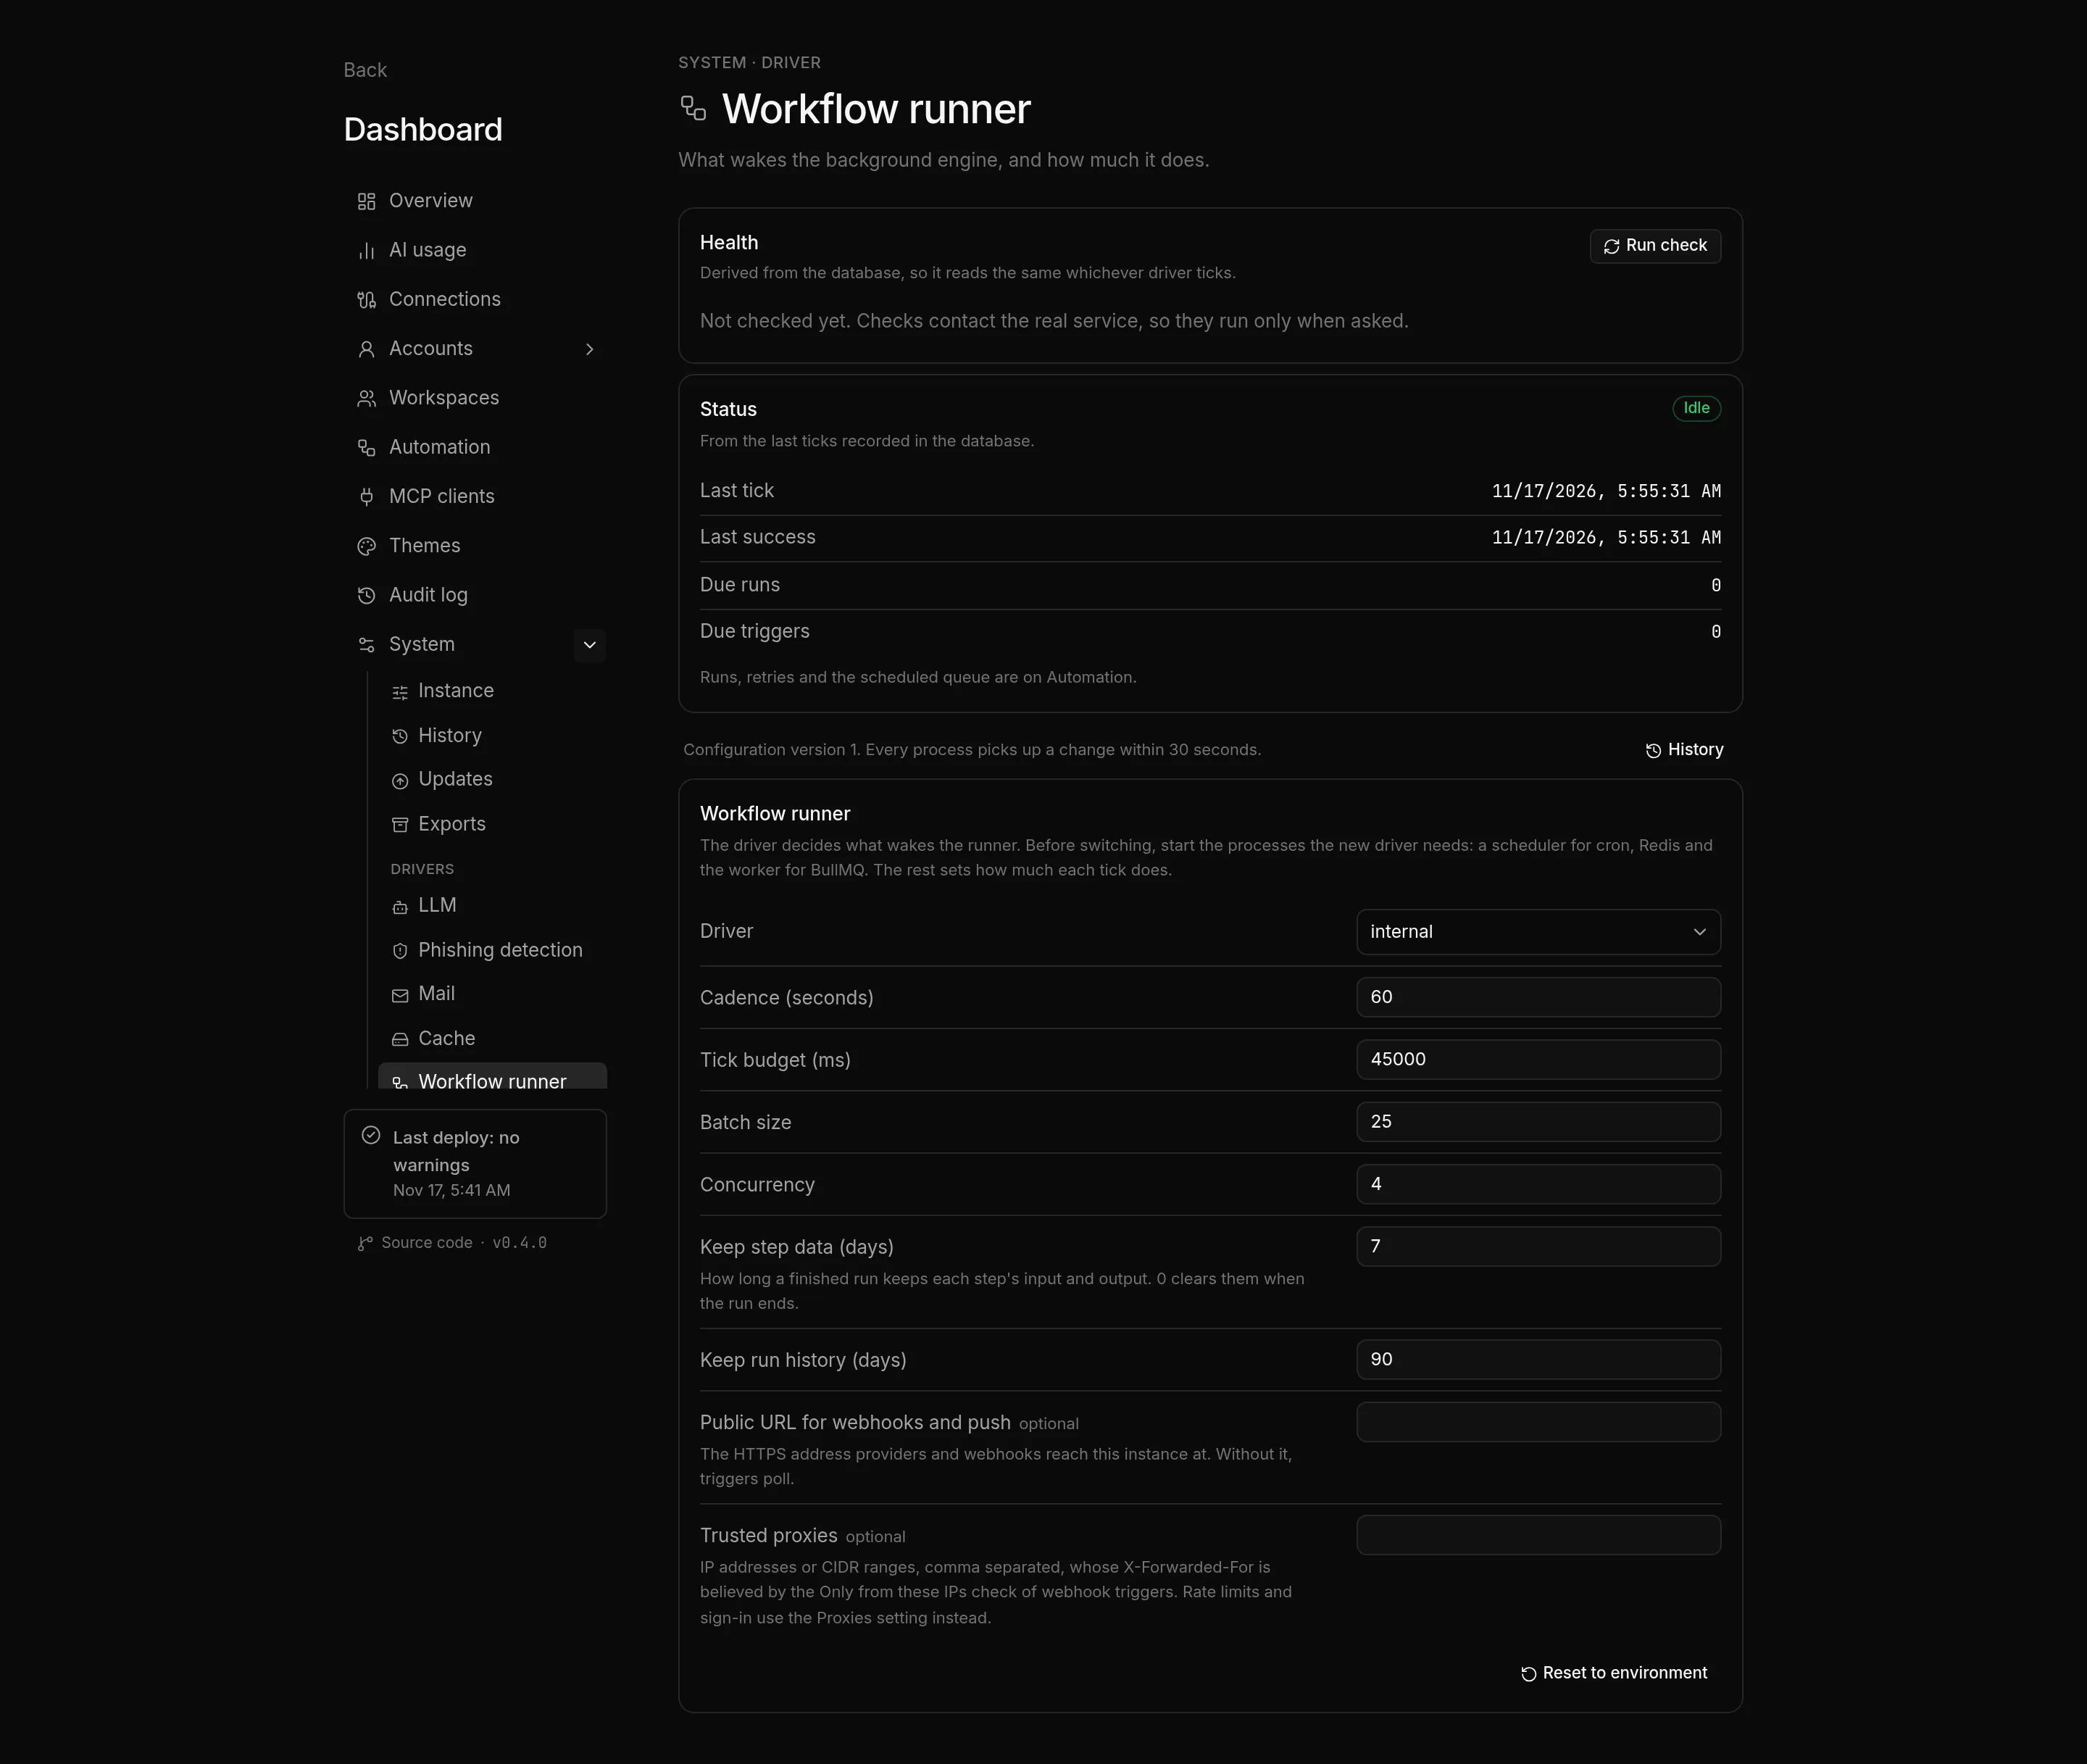 Back
Dashboard
Overview
AI usage
Connections
Accounts
Workspaces
Automation
MCP clients
Themes
Audit log
System
Instance
History
Updates
Exports
DRIVERS
LLM
Phishing detection
Mail
Cache
Workflow runner
Last deploy: no
warnings
Nov 17, 5:41 AM
Source code · v0.4.0
SYSTEM · DRIVER
Workflow runner
What wakes the background engine, and how much it does.
Health
Run check
Derived from the database, so it reads the same whichever driver ticks.
Not checked yet. Checks contact the real service, so they run only when asked.
Status
Idle
From the last ticks recorded in the database.
Last tick 11/17/2026, 5:55:31 AM
Last success 11/17/2026, 5:55:31 AM
Due runs 0
Due triggers 0
Runs, retries and the scheduled queue are on Automation.
Configuration version 1. Every process picks up a change within 30 seconds.
History
Workflow runner
The driver decides what wakes the runner. Before switching, start the processes the new driver needs: a scheduler for cron, Redis and
the worker for BullMQ. The rest sets how much each tick does.
Driver internal
Cadence (seconds) 60
Tick budget (ms) 45000
Batch size 25
Concurrency 4
Keep step data (days) 7
How long a finished run keeps each step's input and output. 0 clears them when
the run ends.
Keep run history (days) 90
Public URL for webhooks and push optional
The HTTPS address providers and webhooks reach this instance at. Without it,
triggers poll.
Trusted proxies optional
IP addresses or CIDR ranges, comma separated, whose X-Forwarded-For is
believed by the Only from these IPs check of webhook triggers. Rate limits and
sign-in use the Proxies setting instead.
Reset to environment